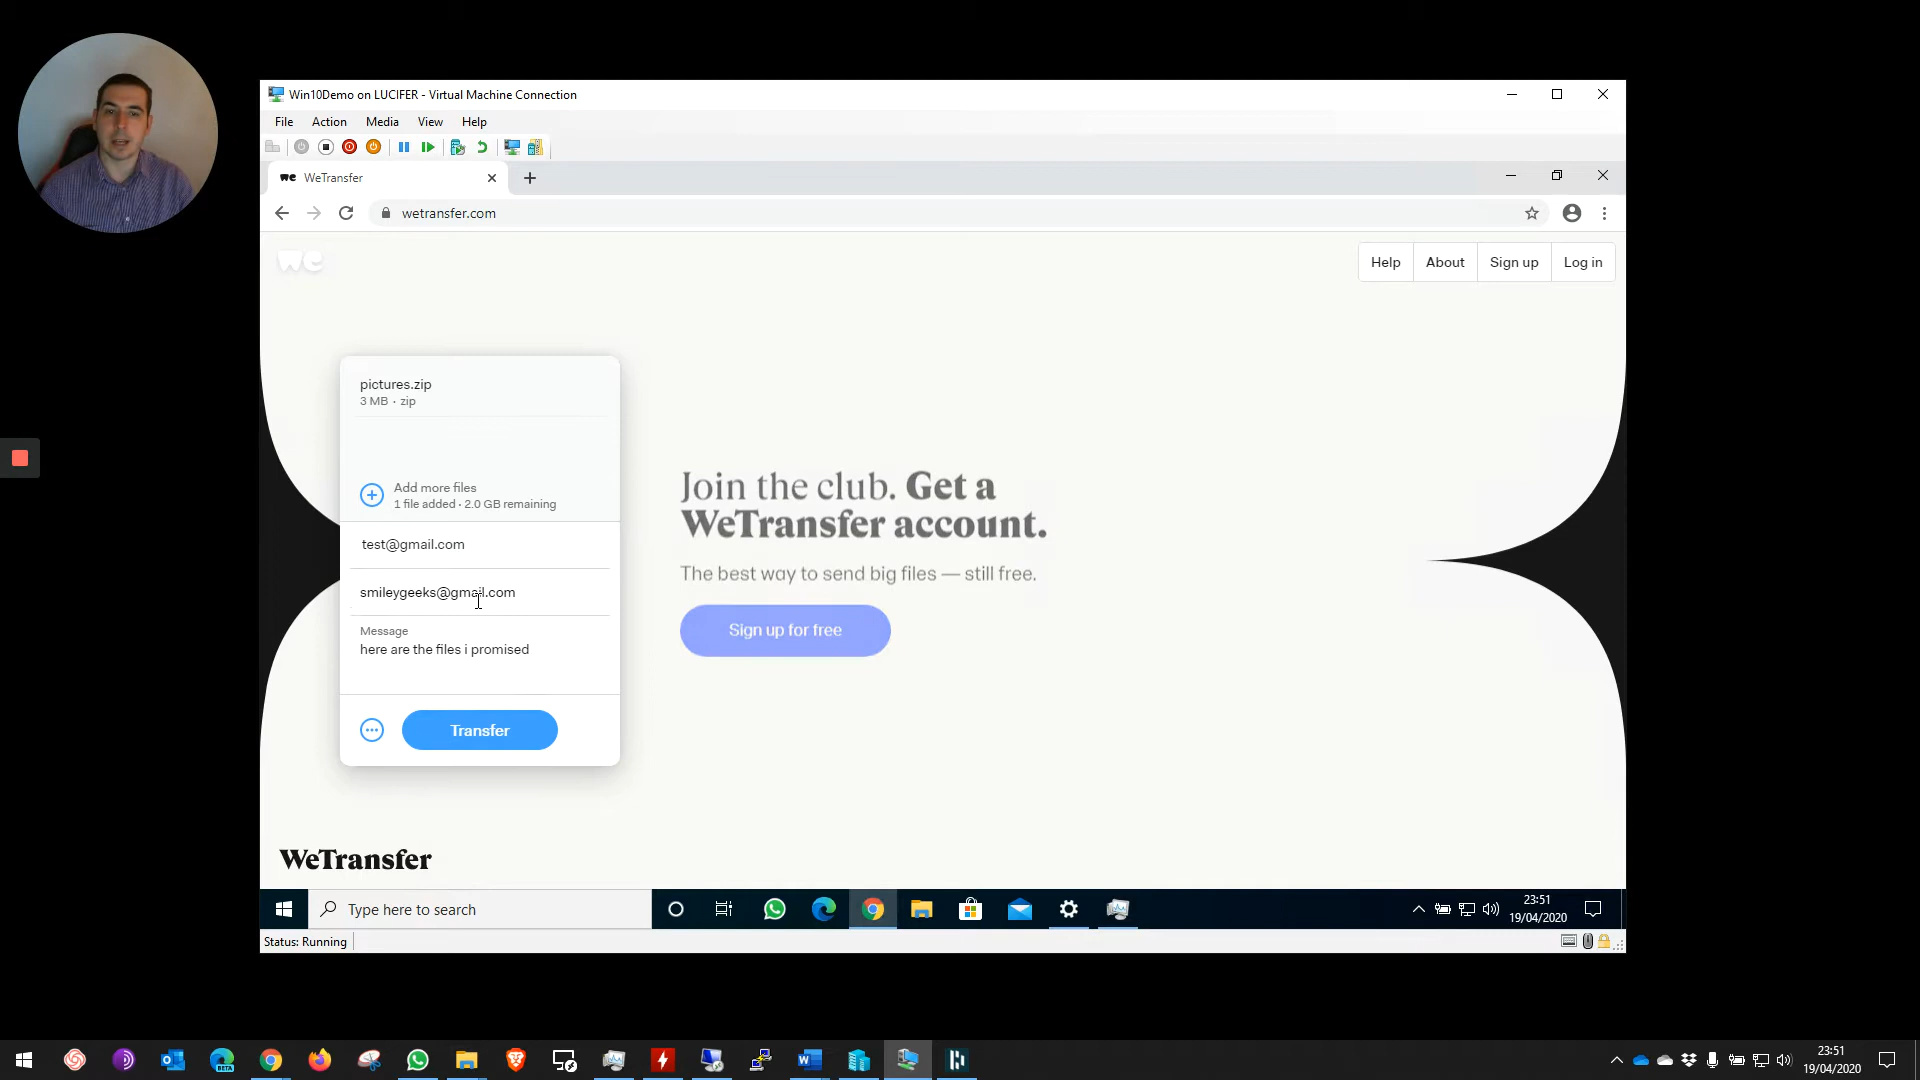 Win10Demo on LUCIFER - Virtual Machine Connection
File Action Media View Help
we WeTransfer
wetransfer.com
we
Help About Sign up Log in
pictures.zip
3 MB · zip
Add more files
1 file added · 2.0 GB remaining
test@gmail.com
smileygeeks@gmail.com
Message
here are the files i promised
Transfer
Join the club. Get a
WeTransfer account.
The best way to send big files — still free.
Sign up for free
WeTransfer
Type here to search
23:51
19/04/2020
Status: Running
BETA
23:51
19/04/2020